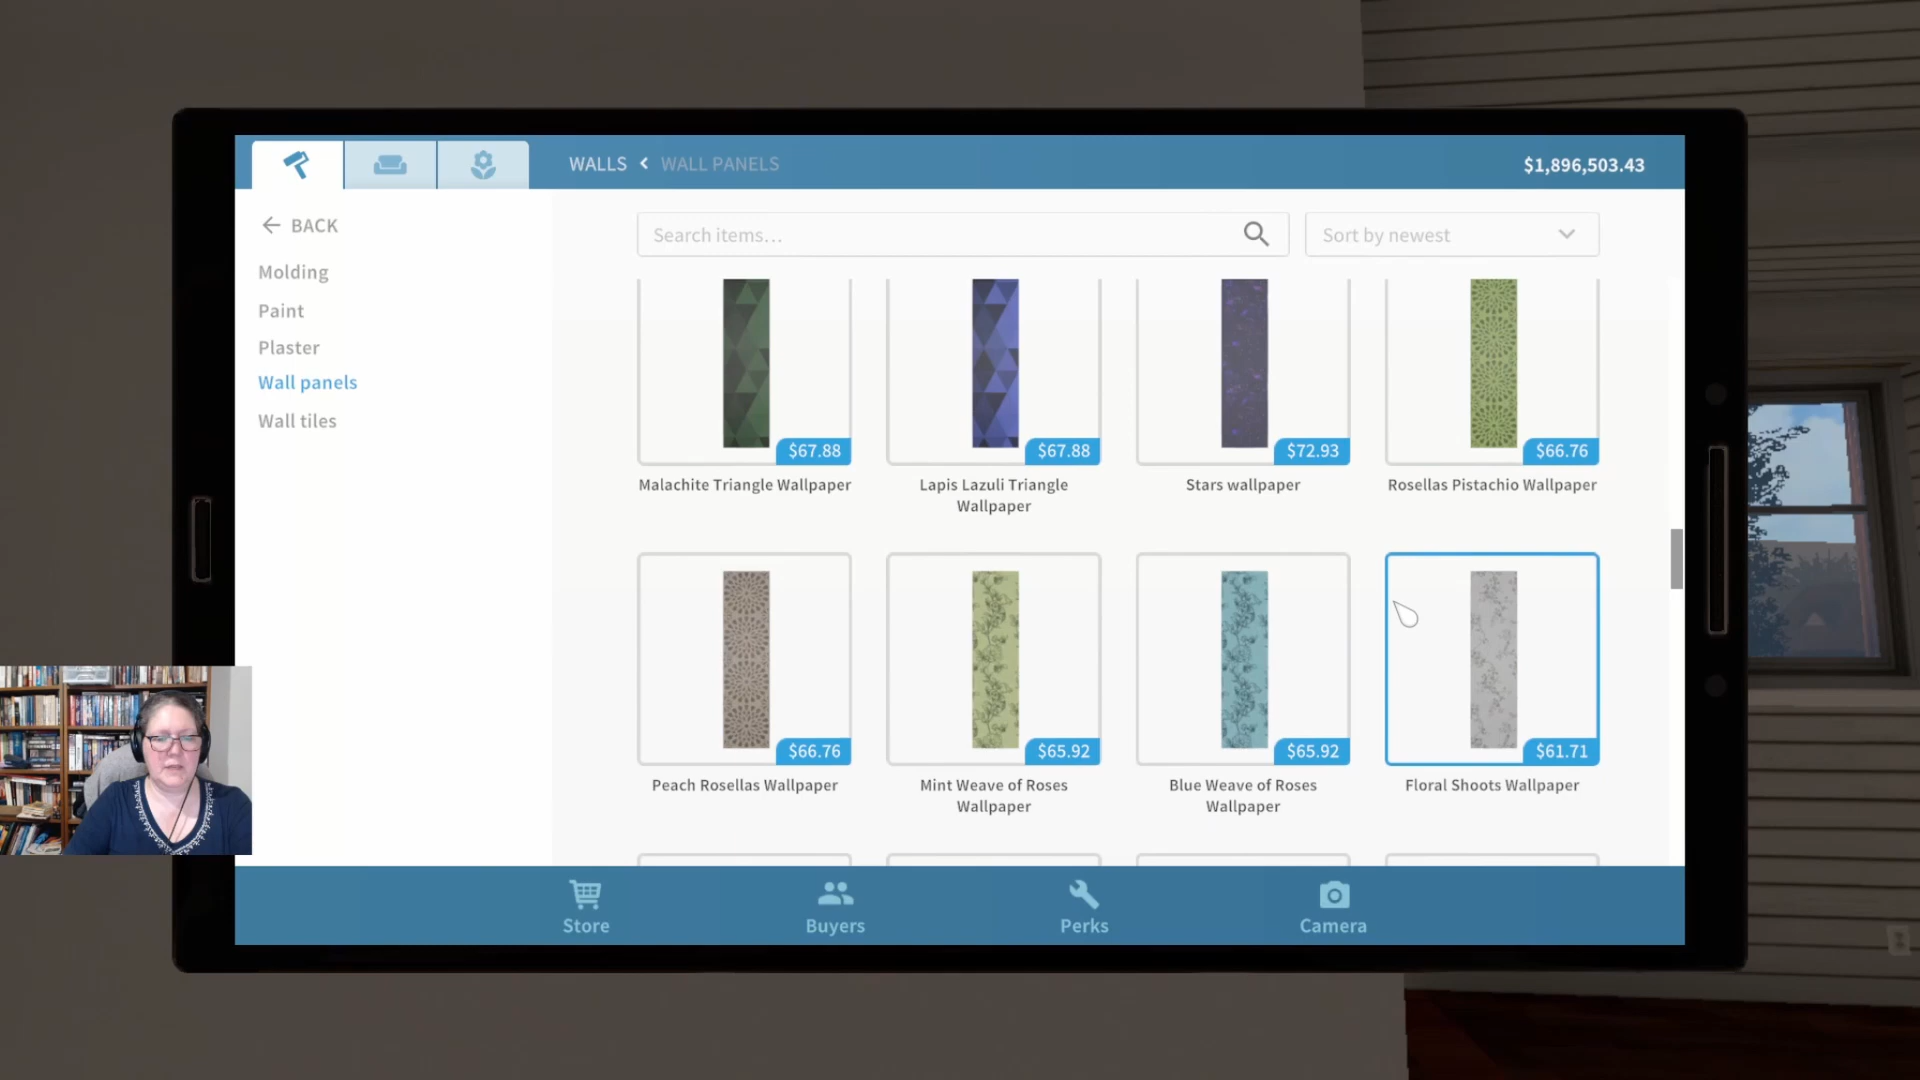 WALLS < WALL PANELS
$1,896,503.43
BACK
Molding
Paint
Plaster
Wall panels
Wall tiles
Search items...
Sort by newest
$67.88
$67.88
$72.93
$66.76
Malachite Triangle Wallpaper
Lapis Lazuli Triangle
Wallpaper
Stars wallpaper
Rosellas Pistachio Wallpaper
$66.76
$65.92
$65.92
$61.71
Peach Rosellas Wallpaper
Mint Weave of Roses
Wallpaper
Blue Weave of Roses
Wallpaper
Floral Shoots Wallpaper
Store
Buyers
Perks
Camera